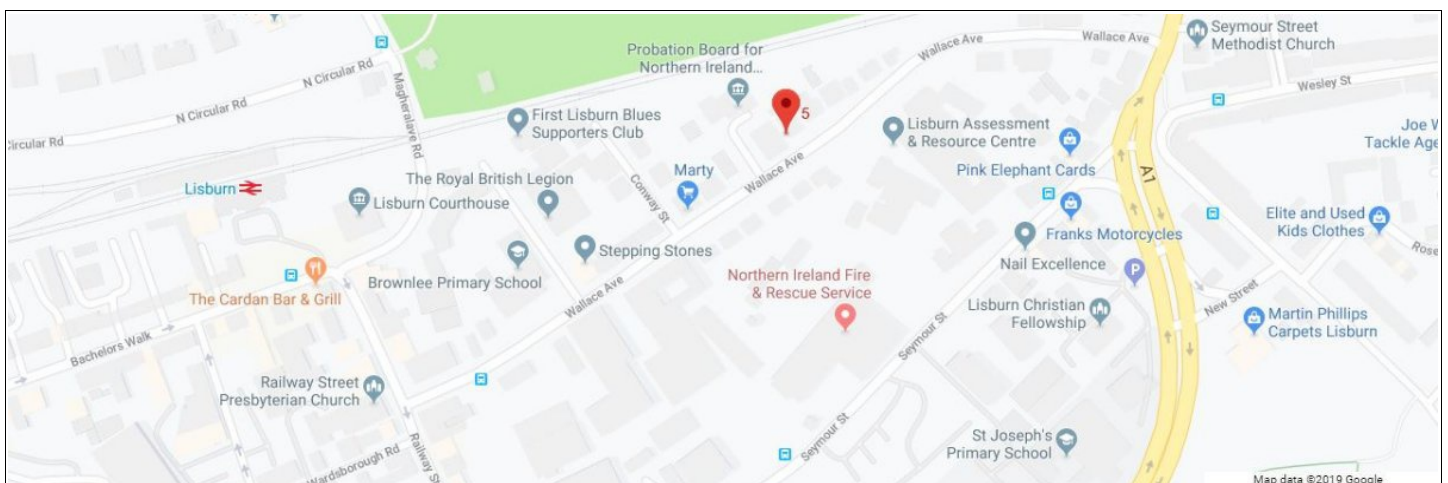 Seymour Street
Methodist Church
Wallace Ave
Wallace Ave
Probation Board for
Northern Ireland...
N Circular Rd
Magheralave Rd
Wesley St
N Circular Rd
First Lisburn Blues
Supporters Club
5
Lisburn Assessment
& Resource Centre
Joe W
Tackle Age
Circular Rd
Pink Elephant Cards
A1
Marty
Wallace Ave
The Royal British Legion
Lisburn
Lisburn Courthouse
Conway St
Elite and Used
Kids Clothes
Franks Motorcycles
Rose
Stepping Stones
Nail Excellence
P
Brownlee Primary School
Northern Ireland Fire
& Rescue Service
The Cardan Bar & Grill
Wallace Ave
Lisburn Christian
Fellowship
New Street
Martin Phillips
Carpets Lisburn
Bachelors Walk
Seymour St
Railway Street
Presbyterian Church
Railway St
Seymour St
St Joseph's
Primary School
Wardsborough Rd
Map data ©2019 Google